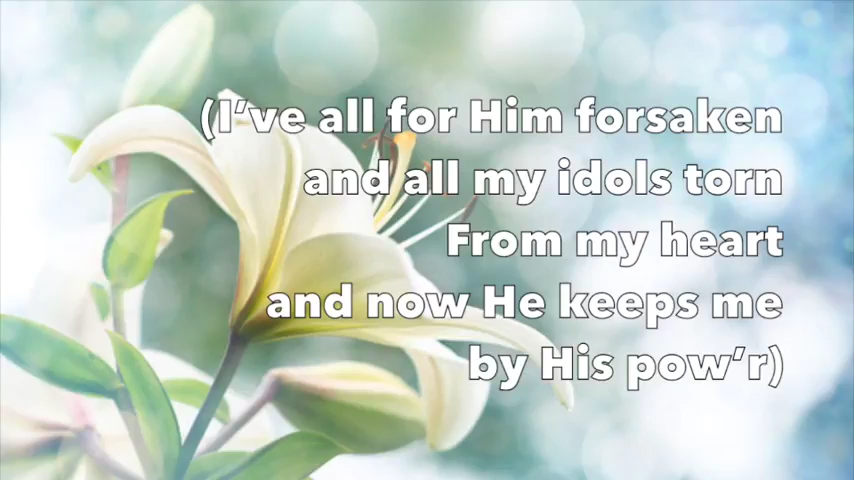 (I’ve all for Him forsaken
and all my idols torn
From my heart
and now He keeps me
by His pow’r)